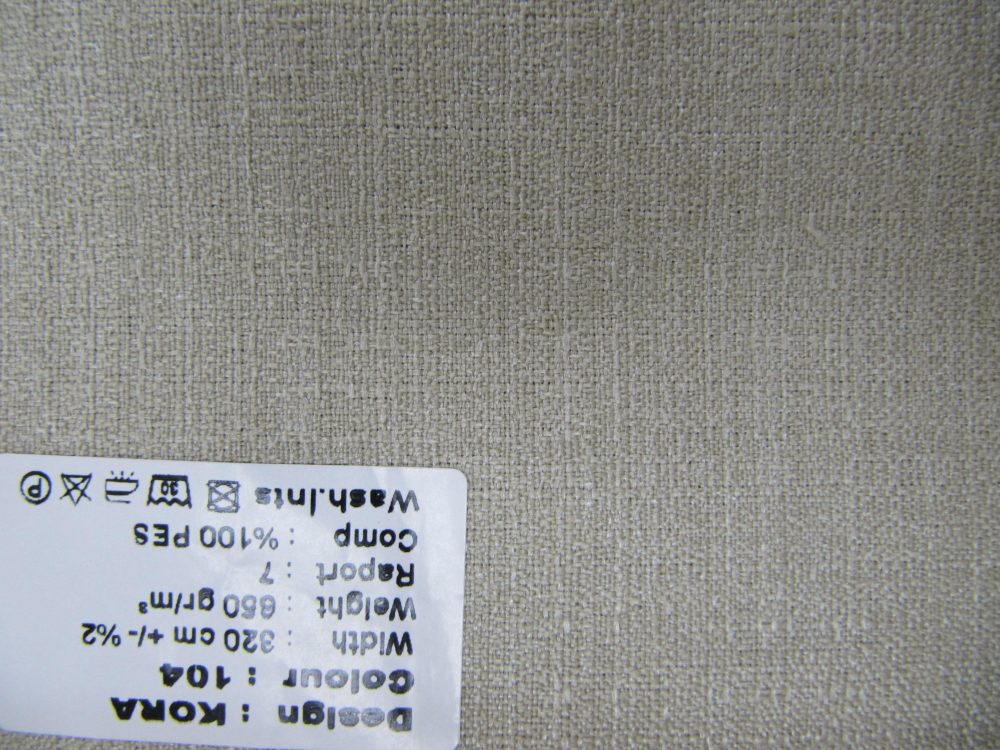 Design : KORA
Colour : 104
Width : 320 cm +/- %2
Weight : 650 gr/m³
Raport : 7
Comp : %100 PES
Wash.Ints 30 P